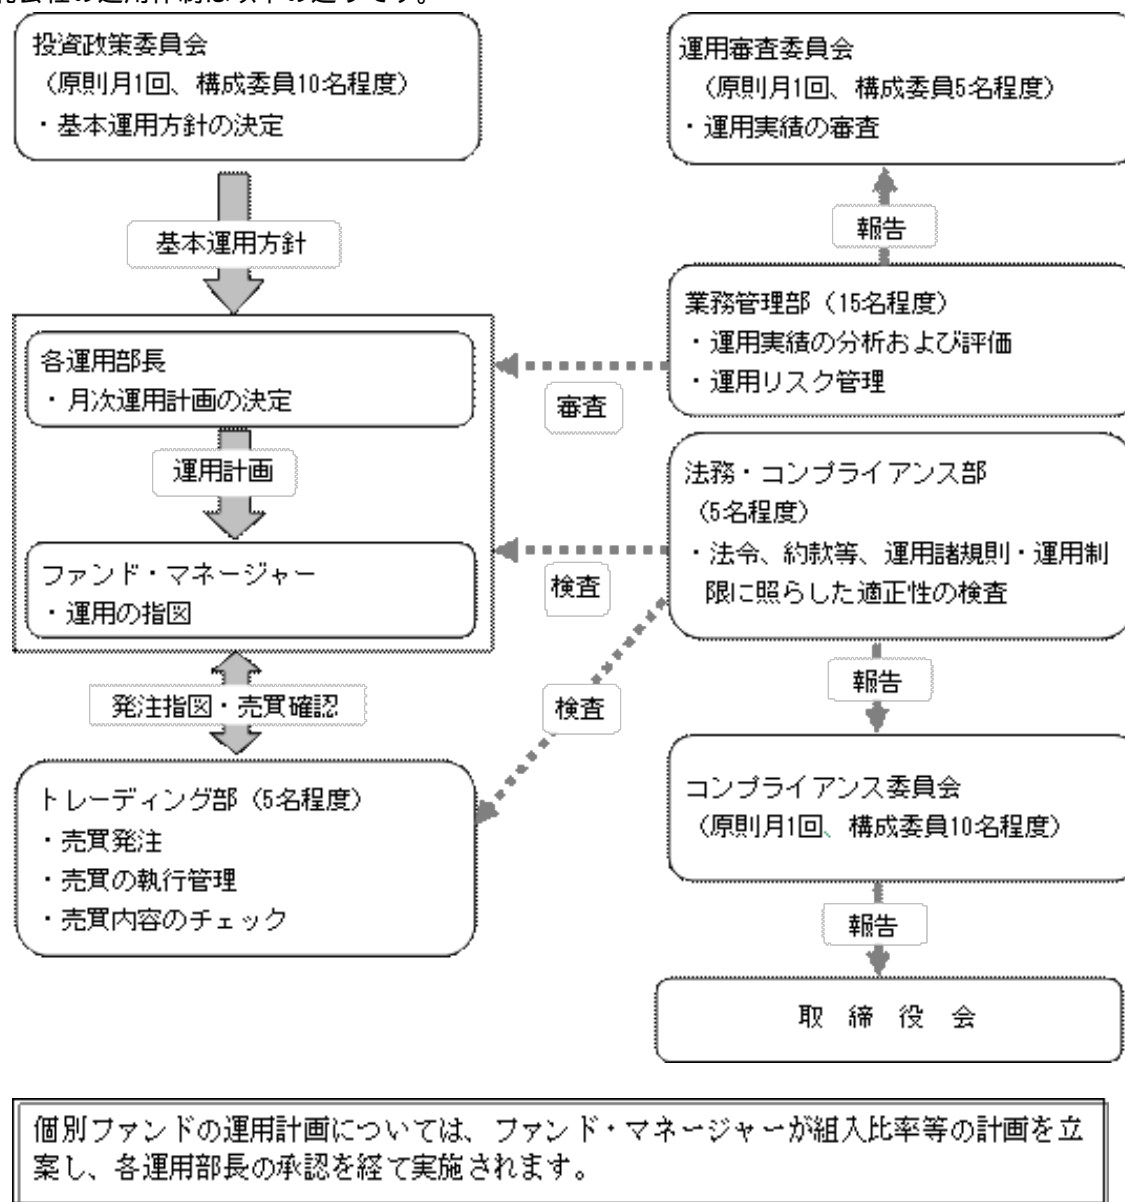 投資政策委員会
（原則月1回、構成委員10名程度）
・基本運用方針の決定
基本運用方針
各運用部長
・月次運用計画の決定
運用計画
ファンド・マネージャー
・運用の指図
発注指図・売買確認
トレーディング部（5名程度）
・売買発注
・売買の執行管理
・売買内容のチェック
運用審査委員会
（原則月1回、構成委員5名程度）
・運用実績の審査
報告
業務管理部（15名程度）
・運用実績の分析および評価
・運用リスク管理
審査
法務・コンプライアンス部
（5名程度）
・法令、約款等、運用諸規則・運用制
限に照らした適正性の検査
検査
検査
報告
コンプライアンス委員会
（原則月1回、構成委員10名程度）
報告
取締役会
個別ファンドの運用計画については、ファンド・マネージャーが組入比率等の計画を立
案し、各運用部長の承認を経て実施されます。